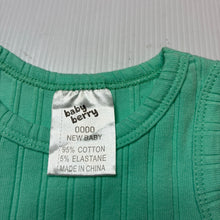 baby
berry
0000
NEW BABY
95% COTTON
5% ELASTANE
MADE IN CHINA